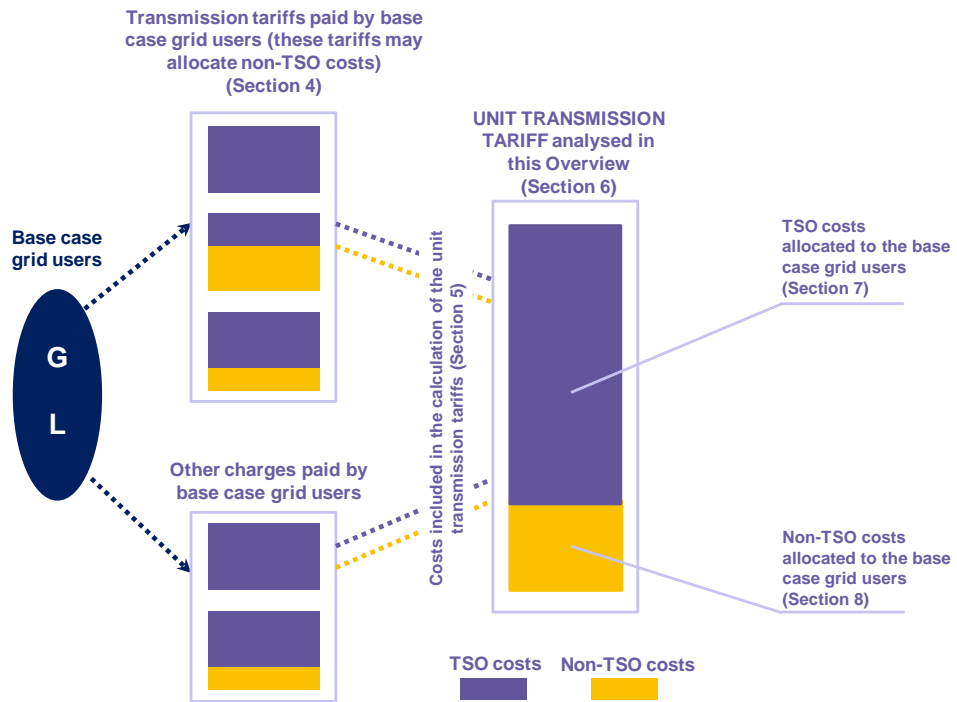 Transmission tariffs paid by base
case grid users (these tariffs may
allocate non-TSO costs)
(Section 4)
UNIT TRANSMISSION
TARIFF analysed in
this Overview
(Section 6)
Base case
grid users
G
L
Costs included in the calculation of the unit
transmission tariffs (Section 5)
TSO costs
allocated to the base
case grid users
(Section 7)
Other charges paid by
base case grid users
Non-TSO costs
allocated to the base
case grid users
(Section 8)
TSO costs
Non-TSO costs